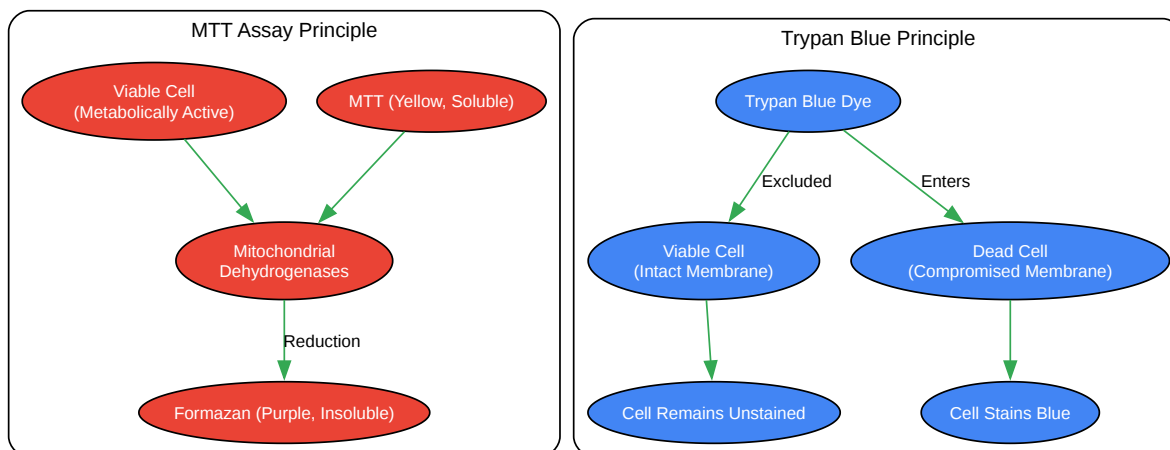 MTT Assay Principle
Viable Cell
(Metabolically Active)
MTT (Yellow, Soluble)
Mitochondrial
Dehydrogenases
Reduction
Formazan (Purple, Insoluble)
Trypan Blue Principle
Trypan Blue Dye
Excluded
Enters
Viable Cell
(Intact Membrane)
Dead Cell
(Compromised Membrane)
Cell Remains Unstained
Cell Stains Blue